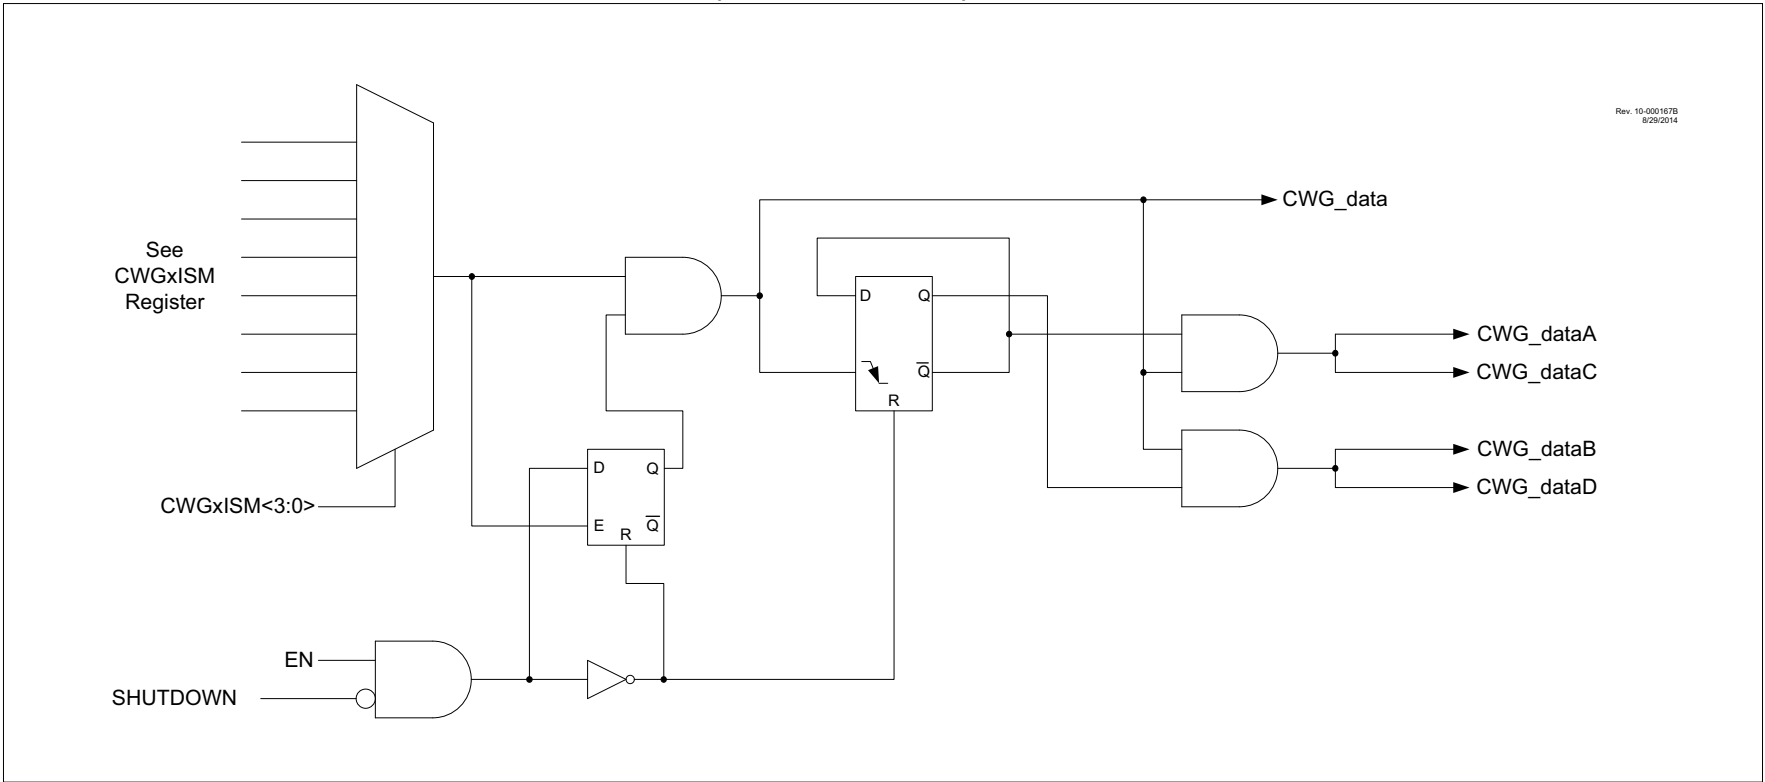 Rev. 10-000167B
8/29/2014
CWG_data
See
CWGxISM
Register
D
Q
Q̅
R
CWG_dataA
CWG_dataC
CWG_dataB
CWG_dataD
D
Q
E
Q̅
R
CWGxISM<3:0>
EN
SHUTDOWN